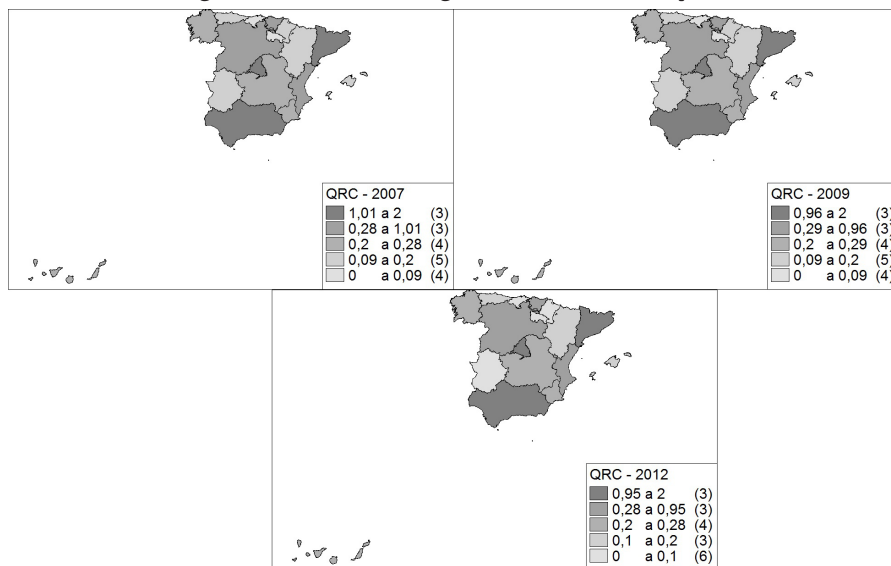 QRC - 2007
1,01 a 2 (3)
0,28 a 1,01 (3)
0,2 a 0,28 (4)
0,09 a 0,2 (5)
0 a 0,09 (4)
QRC - 2009
0,96 a 2 (3)
0,29 a 0,96 (3)
0,2 a 0,29 (4)
0,09 a 0,2 (5)
0 a 0,09 (4)
QRC - 2012
0,95 a 2 (3)
0,28 a 0,95 (3)
0,2 a 0,28 (4)
0,1 a 0,2 (3)
0 a 0,1 (6)